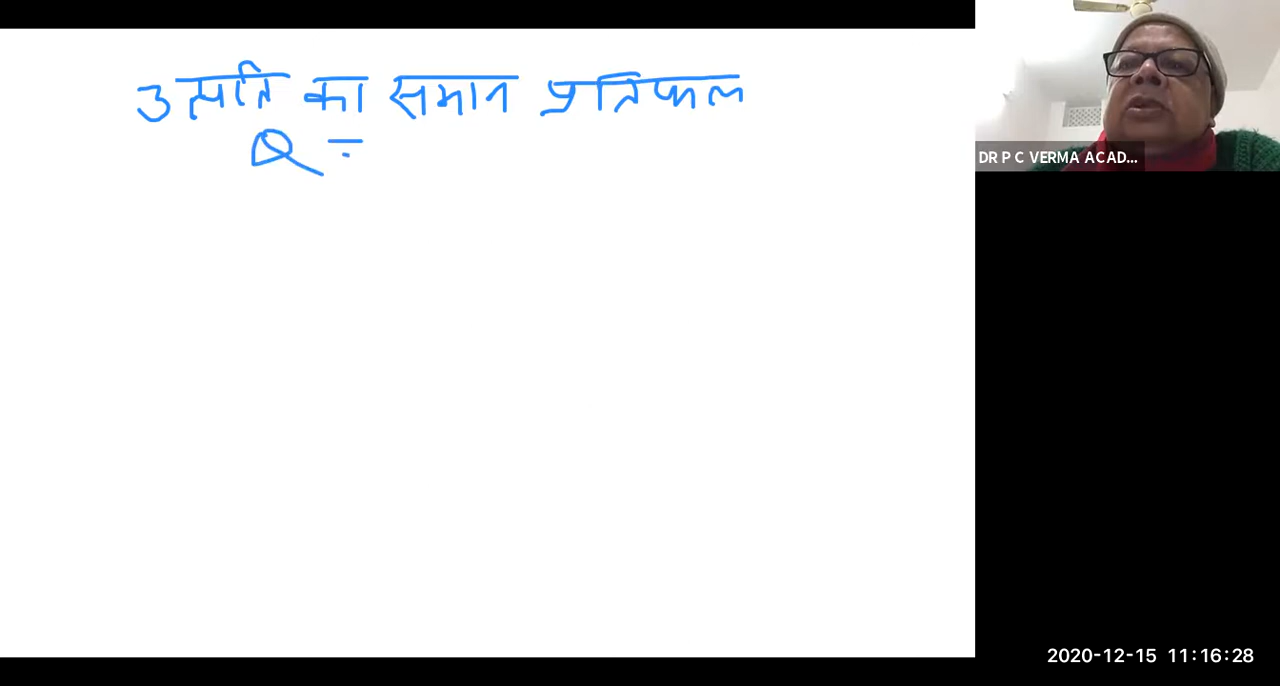 उत्पति का समान प्रतिफल
Q =
DR P C VERMA ACAD...
2020-12-15 11:16:28